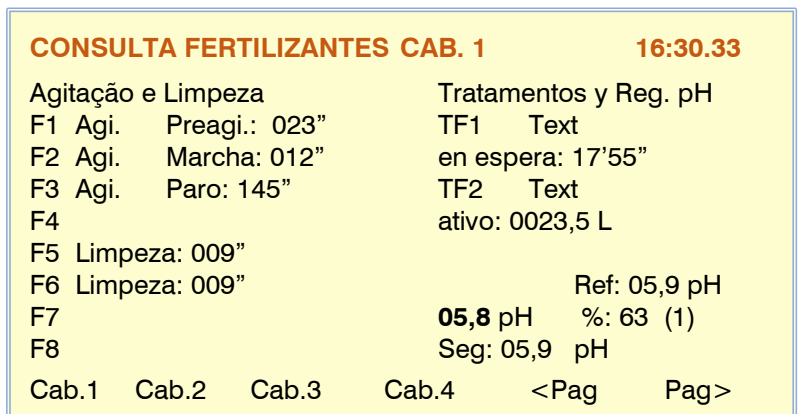 CONSULTA FERTILIZANTES CAB. 1 16:30.33
Agitação e Limpeza Tratamentos y Reg. pH
F1 Agi. Preagi.: 023” TF1 Text
F2 Agi. Marcha: 012” en espera: 17’55”
F3 Agi. Paro: 145” TF2 Text
F4 ativo: 0023,5 L
F5 Limpeza: 009”
F6 Limpeza: 009” Ref: 05,9 pH
F7 05,8 pH %: 63 (1)
F8 Seg: 05,9 pH
Cab.1 Cab.2 Cab.3 Cab.4 <Pag Pag>